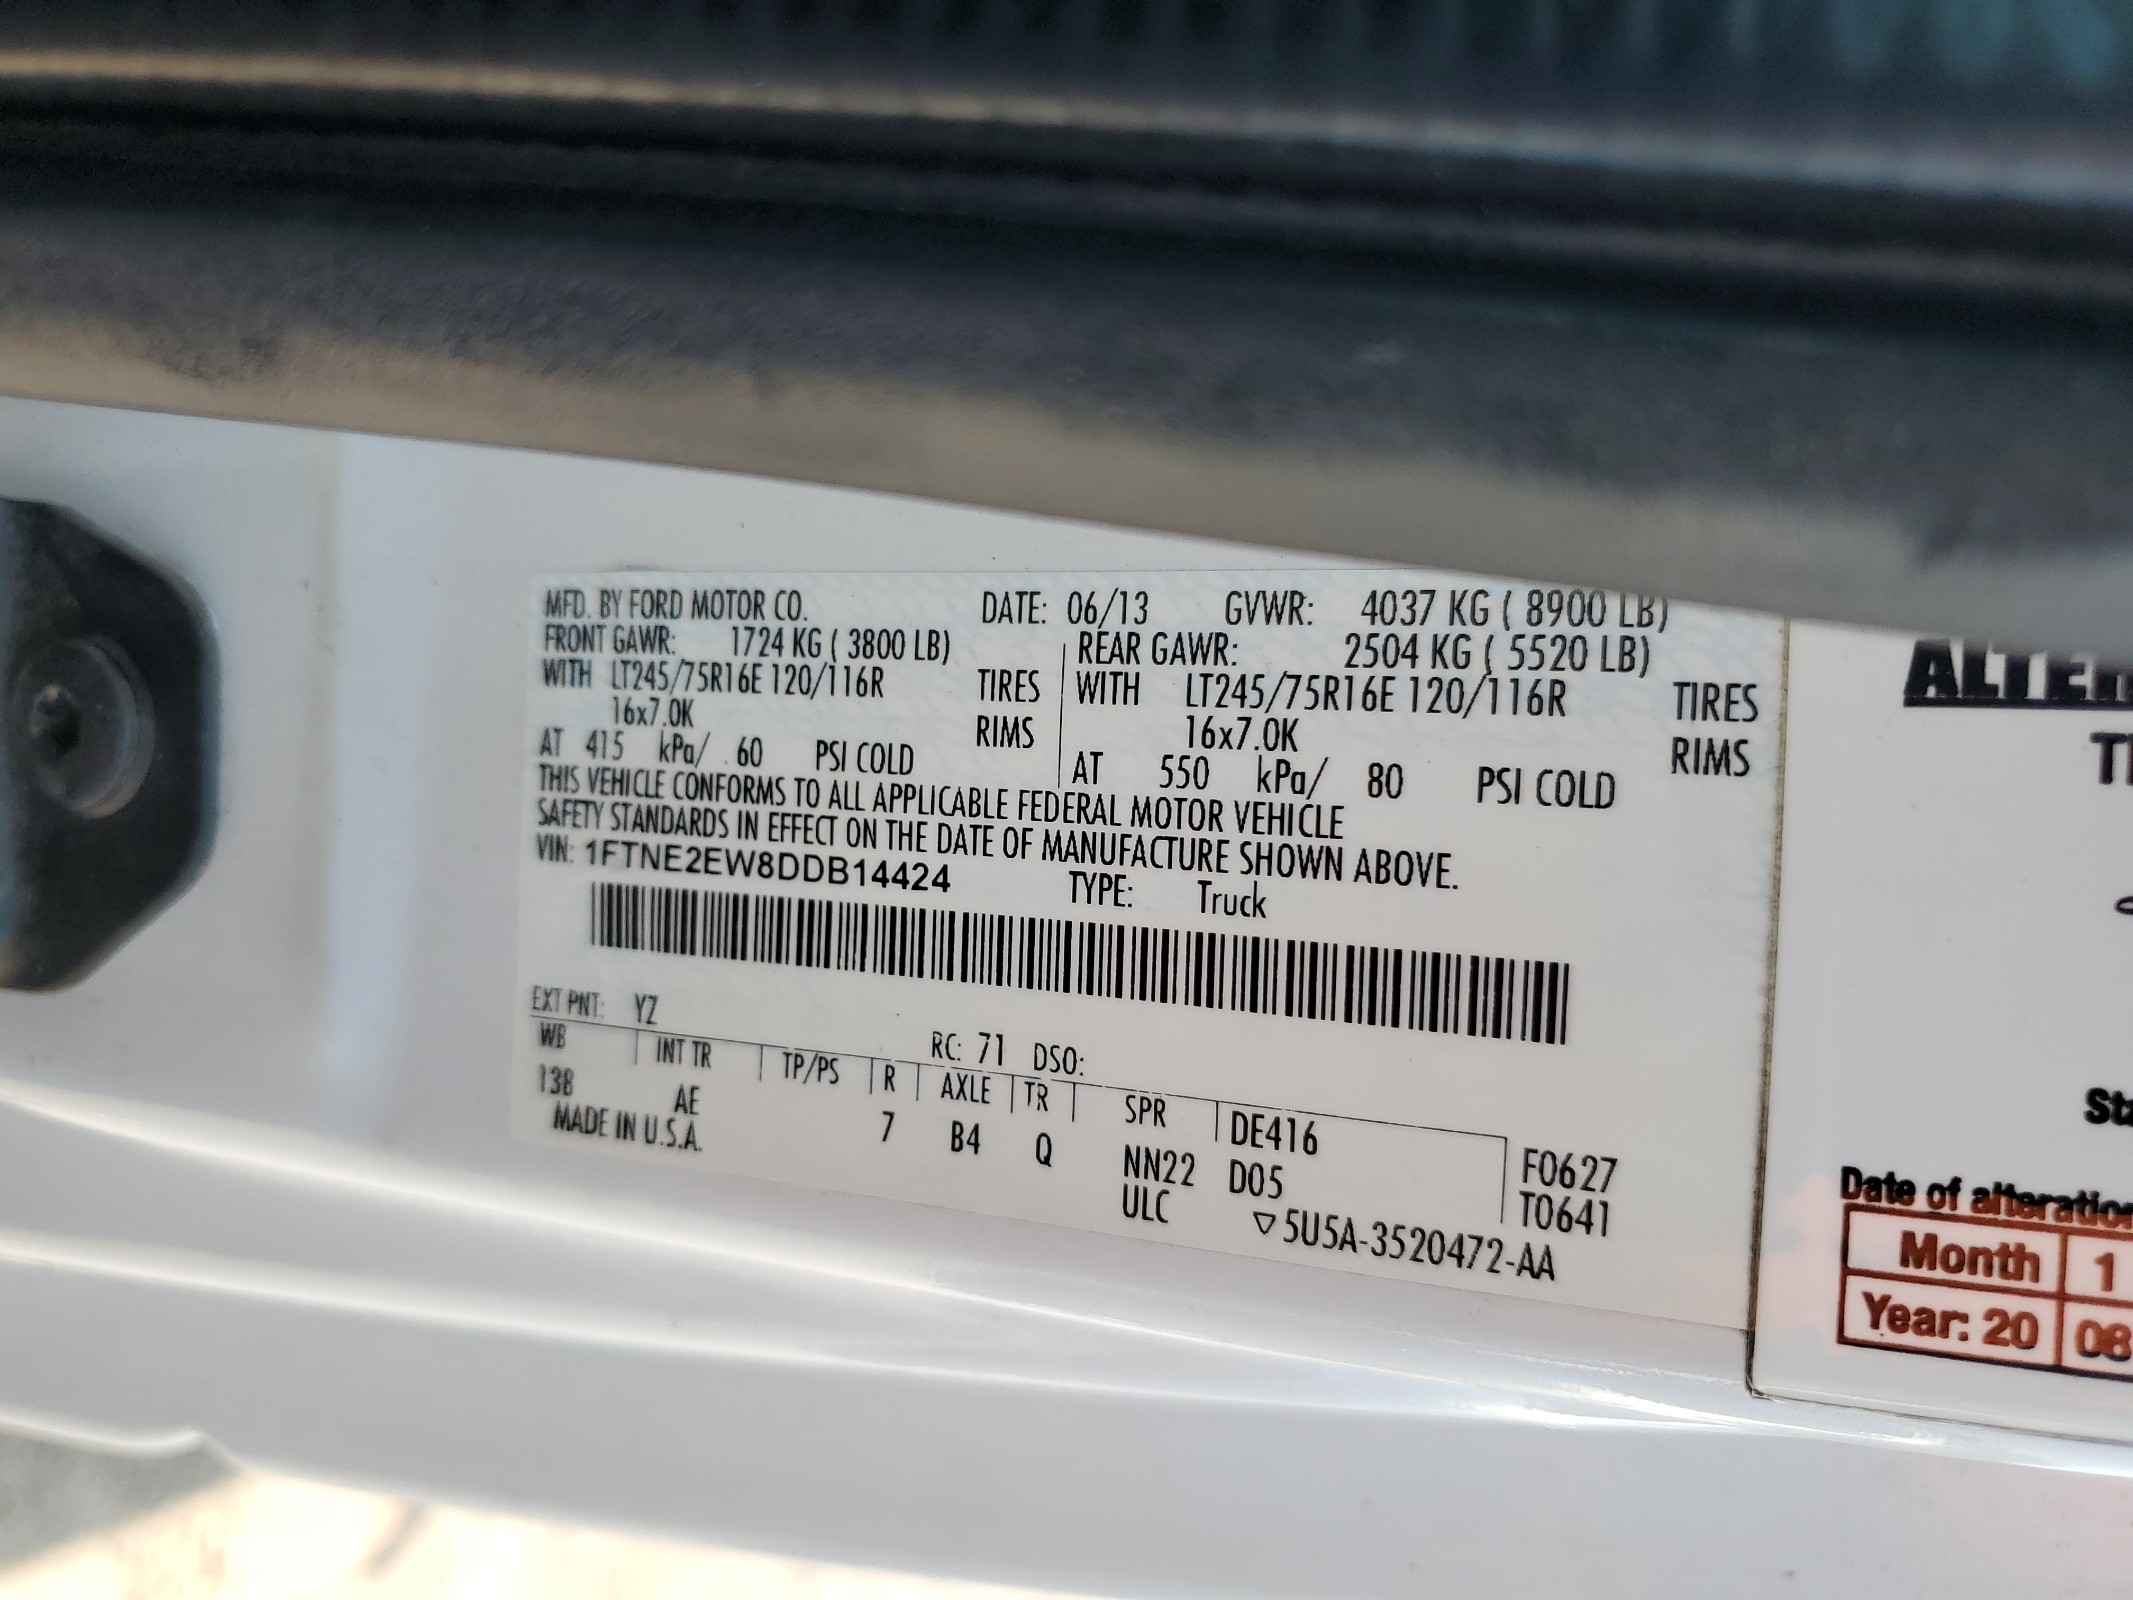 MFD. BY FORD MOTOR CO. DATE: 06/13 GVWR: 4037 KG ( 8900 LB)
FRONT GAWR: 1724 KG ( 3800 LB) REAR GAWR: 2504 KG ( 5520 LB)
WITH LT245/75R16E 120/116R TIRES WITH LT245/75R16E 120/116R TIRES
16x7.0K RIMS 16x7.0K RIMS
AT 415 kPa/ 60 PSI COLD AT 550 kPa/ 80 PSI COLD
THIS VEHICLE CONFORMS TO ALL APPLICABLE FEDERAL MOTOR VEHICLE
SAFETY STANDARDS IN EFFECT ON THE DATE OF MANUFACTURE SHOWN ABOVE.
VIN: 1FTNE2EW8DDB14424 TYPE: Truck
EXT PNT: YZ RC: 71 DSO:
WB INT TR TP/PS R AXLE TR SPR DE416 F0627
138 AE 7 B4 Q NN22 D05 T0641
MADE IN U.S.A. ULC ▽5U5A-3520472-AA
Date of alteration
Month 1
Year: 20 08